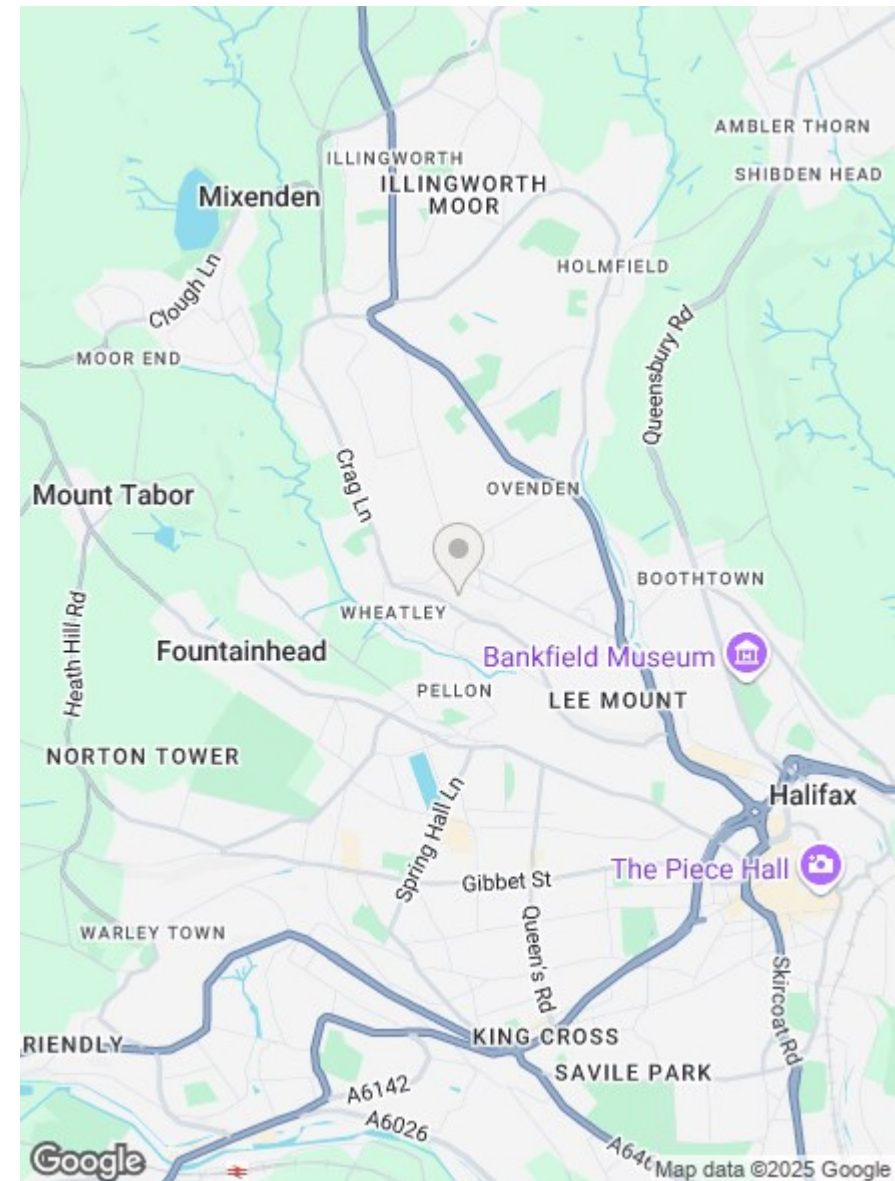 AMBLER THORN
ILLINGWORTH
SHIBDEN HEAD
ILLINGWORTH
MOOR
Mixenden
HOLMFIELD
Clough Ln
MOOR END
Queensbury Rd
Crag Ln
OVENDEN
Mount Tabor
BOOTHTOWN
WHEATLEY
Heath Hill Rd
Fountainhead
Bankfield Museum
PELLON
LEE MOUNT
NORTON TOWER
Halifax
Spring Hall Ln
The Piece Hall
Gibbet St
Queen's Rd
WARLEY TOWN
Skircoat Rd
KING CROSS
RIENDLY
SAVILE PARK
A6142
A6026
A646
Google
Map data ©2025 Google